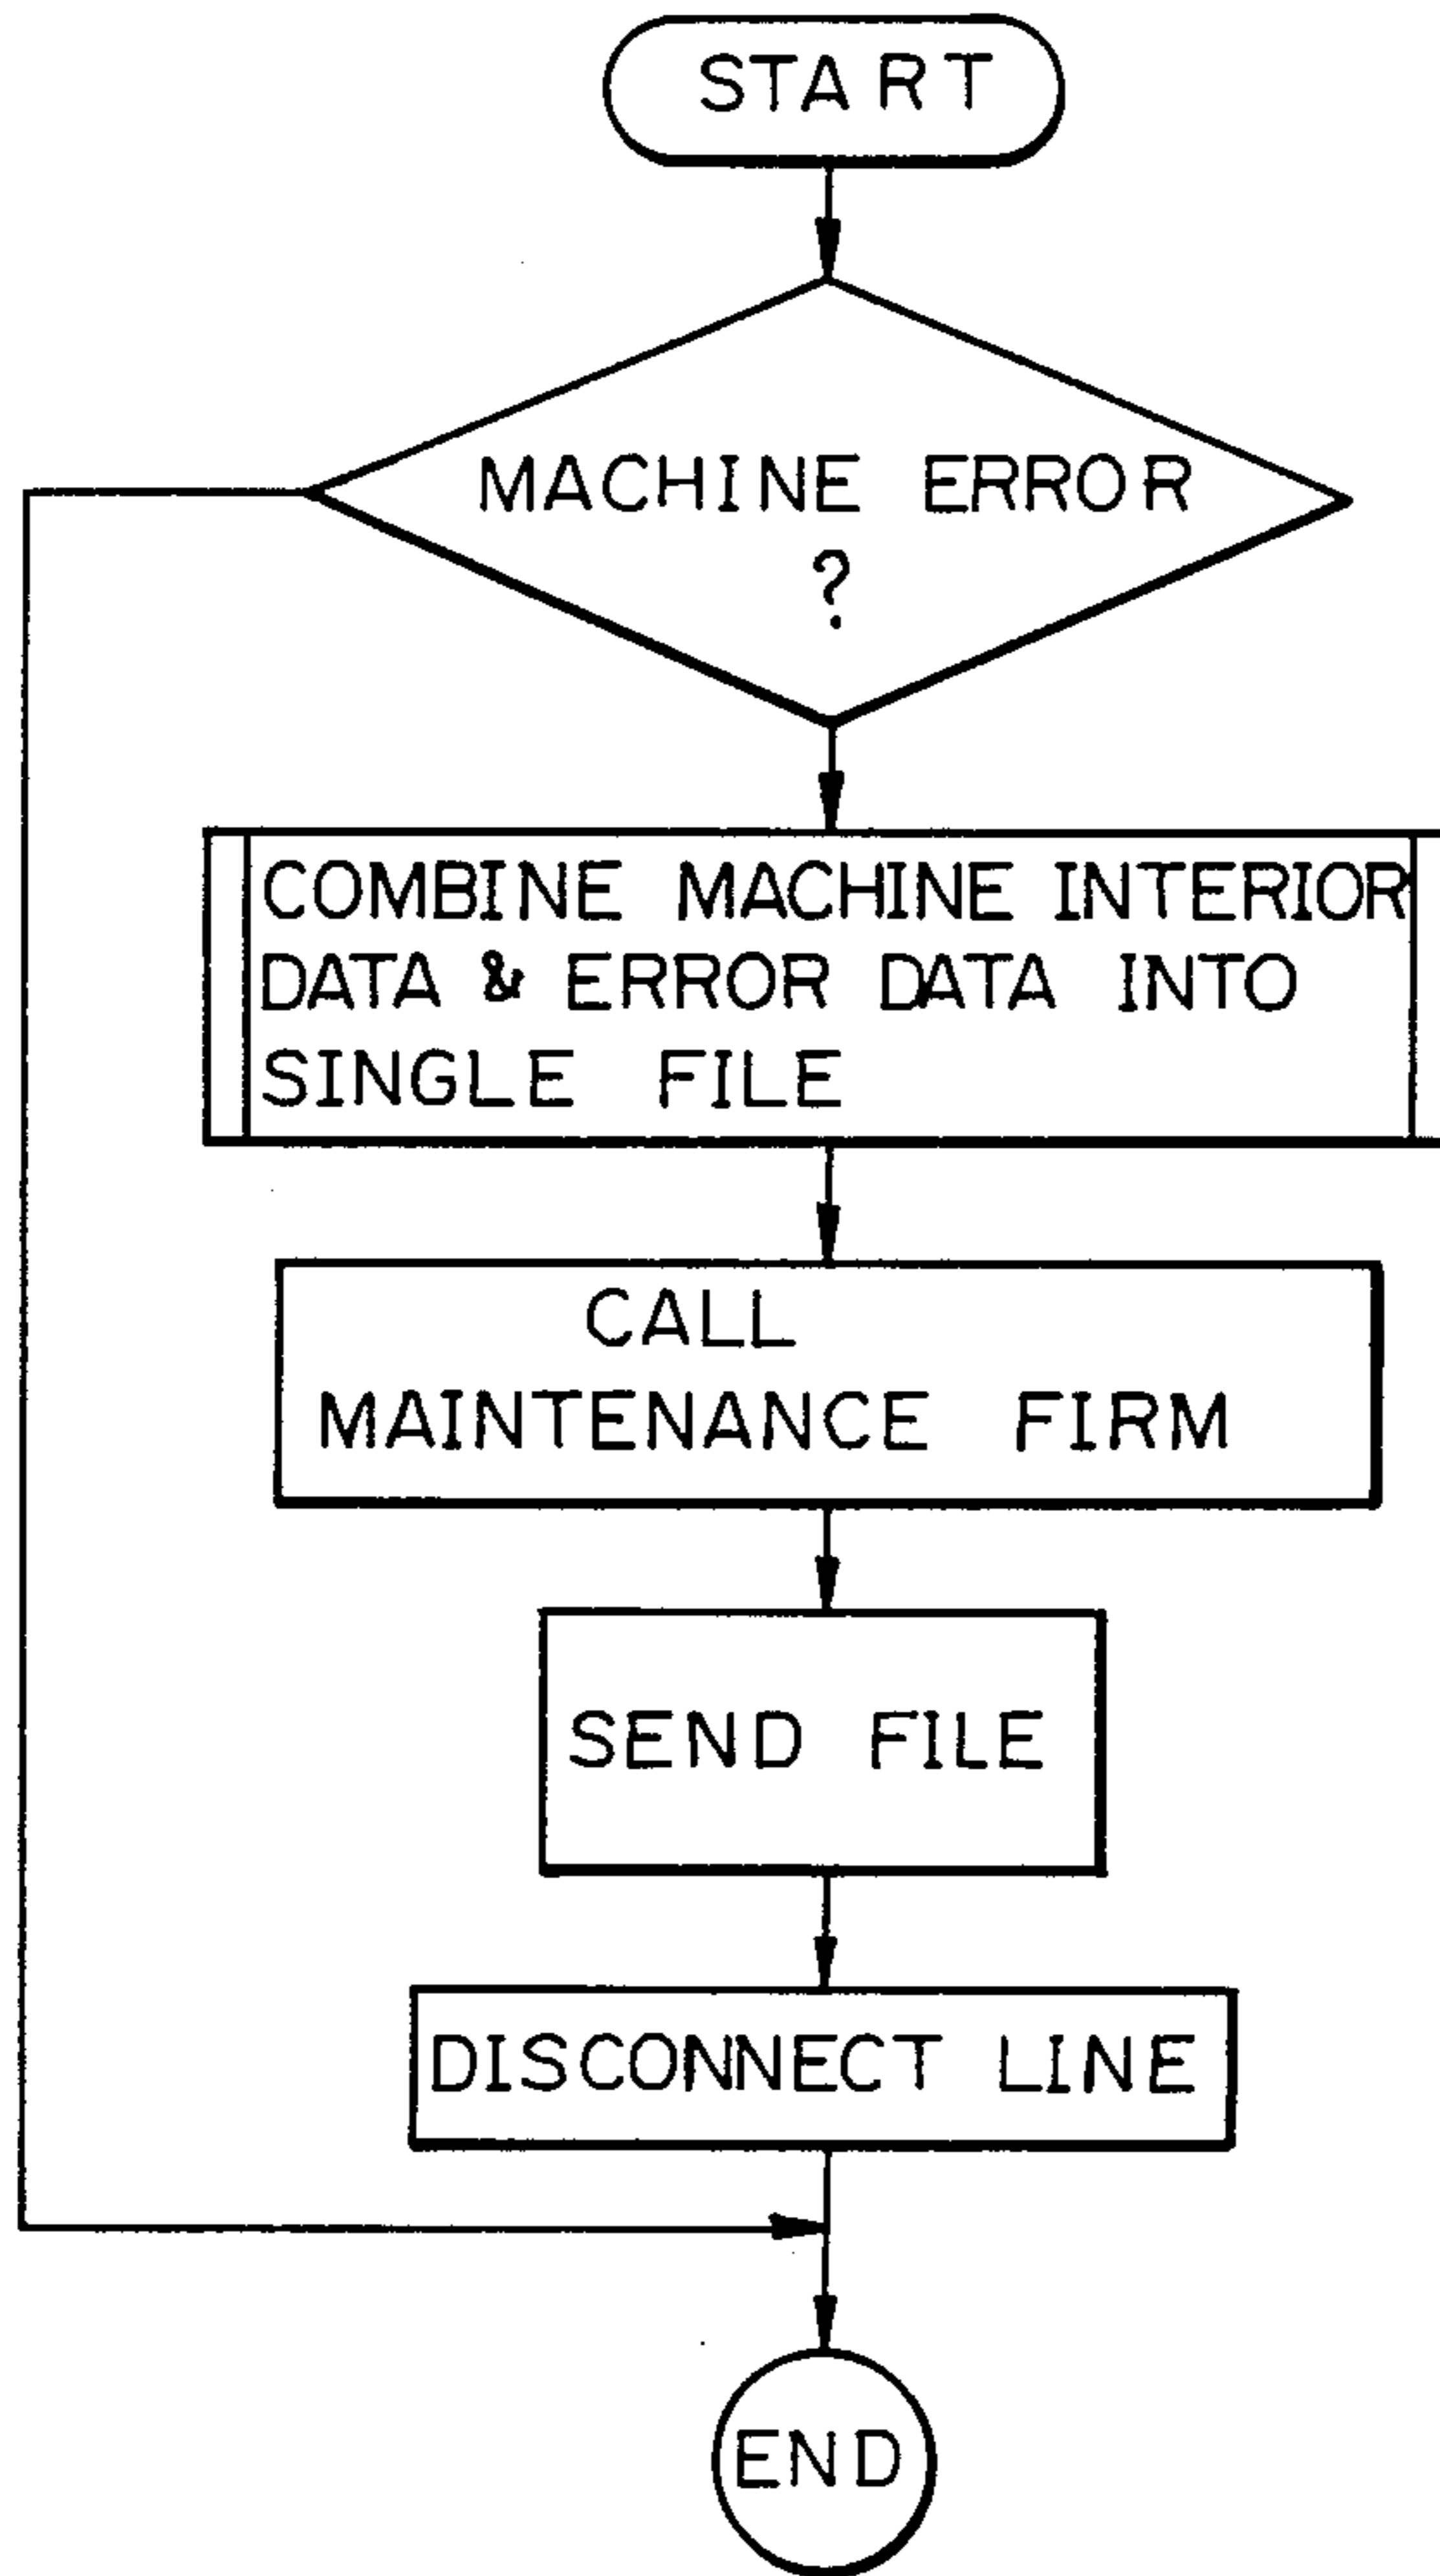 START
MACHINE ERROR
?
COMBINE MACHINE INTERIOR
DATA & ERROR DATA INTO
SINGLE FILE
CALL
MAINTENANCE FIRM
SEND FILE
DISCONNECT LINE
END